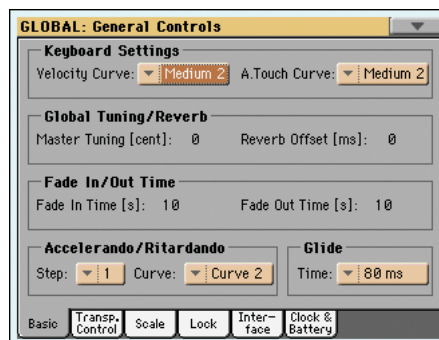 GLOBAL: General Controls
Keyboard Settings
Velocity Curve: Medium 2 A.Touch Curve: Medium 2
Global Tuning/Reverb
Master Tuning [cent]: 0 Reverb Offset [ms]: 0
Fade In/Out Time
Fade In Time [s]: 10 Fade Out Time [s]: 10
Accelerando/Ritardando Glide
Step: 1 Curve: Curve 2 Time: 80 ms
Basic Transp. Control Scale Lock Inter- face Clock & Battery